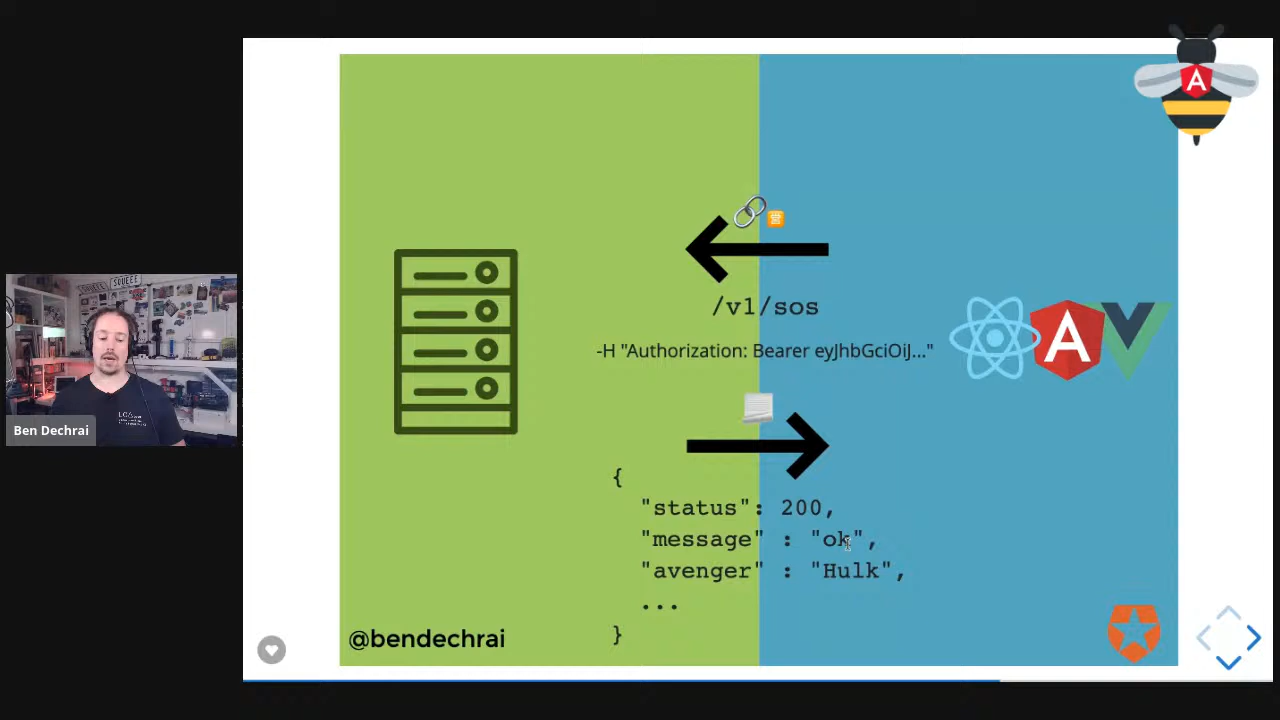 /v1/sos
-H "Authorization: Bearer eyJhbGciOiJ..."
{
"status": 200,
"message" : "ok",
"avenger" : "Hulk",
...
}
@bendechrai
Ben Dechrai
A
A